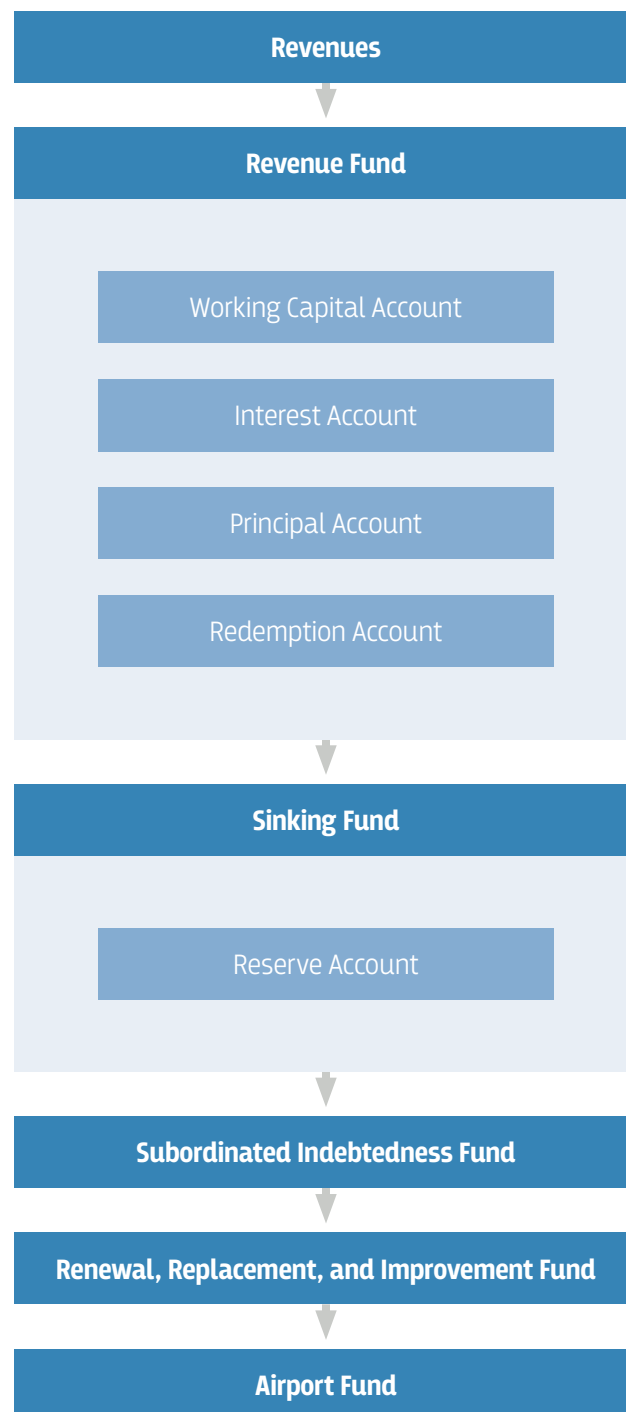 Revenues
Revenue Fund
Working Capital Account
Interest Account
Principal Account
Redemption Account
Sinking Fund
Reserve Account
Subordinated Indebtedness Fund
Renewal, Replacement, and Improvement Fund
Airport Fund